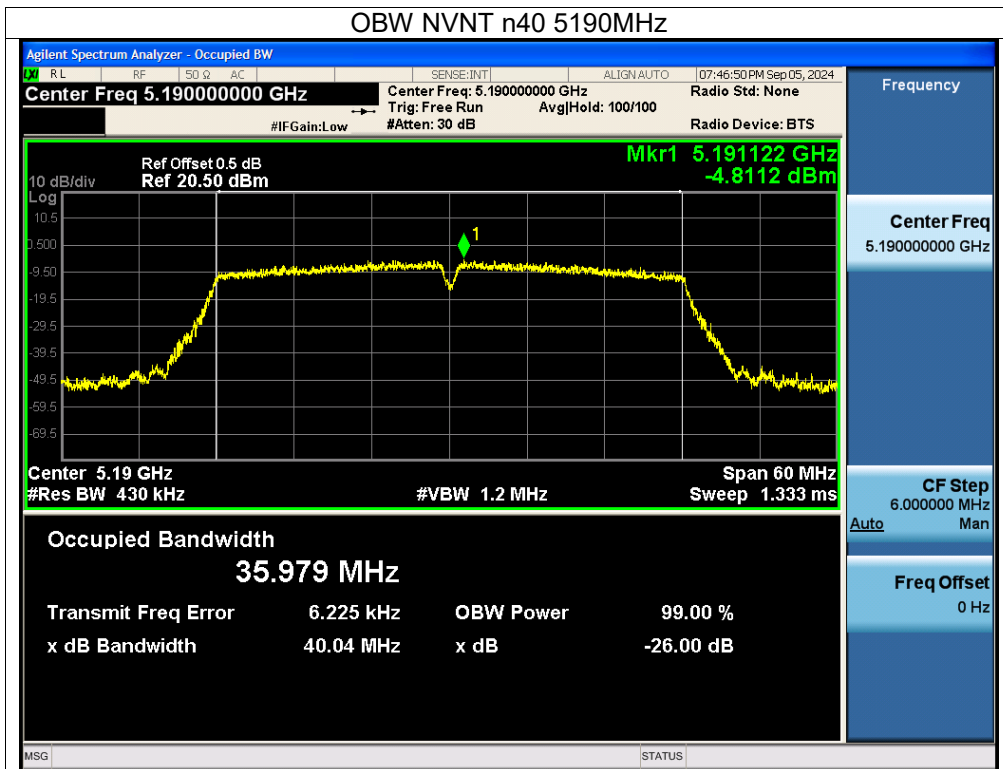 OBW NVNT n40 5190MHz
Agilent Spectrum Analyzer - Occupied BW
LXI RL RF 50 Ω AC SENSE:INT ALIGN AUTO 07:46:50 PM Sep 05, 2024
Center Freq 5.190000000 GHz
Center Freq: 5.190000000 GHz
Radio Std: None
Trig: Free Run Avg|Hold: 100/100
#IFGain:Low #Atten: 30 dB Radio Device: BTS
Mkr1 5.191122 GHz
-4.8112 dBm
Ref Offset 0.5 dB
10 dB/div Ref 20.50 dBm
Log
10.5
0.500
-9.50
-19.5
-29.5
-39.5
-49.5
-59.5
-69.5
1
Center 5.19 GHz Span 60 MHz
#Res BW 430 kHz #VBW 1.2 MHz Sweep 1.333 ms
Occupied Bandwidth
35.979 MHz
Transmit Freq Error 6.225 kHz OBW Power 99.00 %
x dB Bandwidth 40.04 MHz x dB -26.00 dB
MSG STATUS
Frequency
Center Freq
5.190000000 GHz
CF Step
6.000000 MHz
Auto Man
Freq Offset
0 Hz